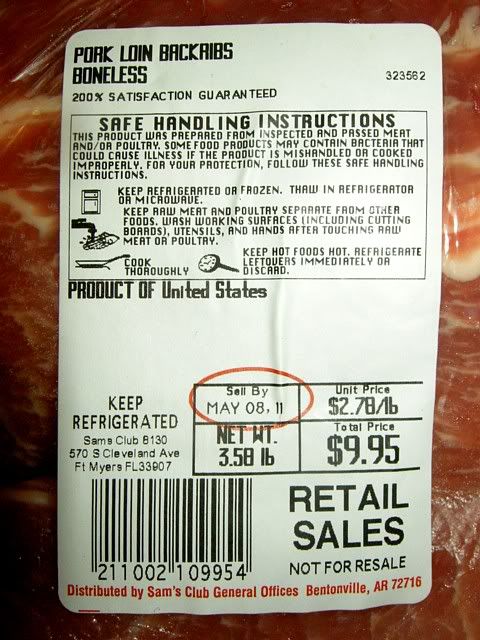 PORK LOIN BACKRIBS
BONELESS
323562
200% SATISFACTION GUARANTEED
SAFE HANDLING INSTRUCTIONS
THIS PRODUCT WAS PREPARED FROM INSPECTED AND PASSED MEAT
AND/OR POULTRY. SOME FOOD PRODUCTS MAY CONTAIN BACTERIA THAT
COULD CAUSE ILLNESS IF THE PRODUCT IS MISHANDLED OR COOKED
IMPROPERLY. FOR YOUR PROTECTION, FOLLOW THESE SAFE HANDLING
INSTRUCTIONS.
KEEP REFRIGERATED OR FROZEN. THAW IN REFRIGERATOR
OR MICROWAVE.
KEEP RAW MEAT AND POULTRY SEPARATE FROM OTHER
FOODS. WASH WORKING SURFACES (INCLUDING CUTTING
BOARDS), UTENSILS, AND HANDS AFTER TOUCHING RAW
MEAT OR POULTRY.
COOK
THOROUGHLY
KEEP HOT FOODS HOT. REFRIGERATE
LEFTOVERS IMMEDIATELY OR
DISCARD.
PRODUCT OF United States
KEEP
REFRIGERATED
Sams Club 6130
570 S Cleveland Ave
Ft Myers FL33907
Sell By
MAY 08, 11
Unit Price
$2.78/lb
NET WT.
3.58 lb
Total Price
$9.95
211002 109954
RETAIL
SALES
NOT FOR RESALE
Distributed by Sam's Club General Offices Bentonville, AR 72716